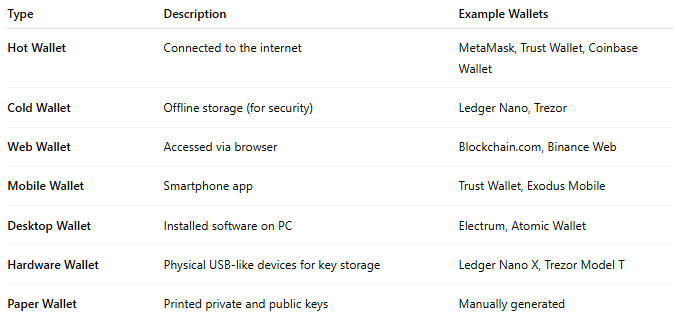 Type Description Example Wallets
Hot Wallet Connected to the internet MetaMask, Trust Wallet, Coinbase
Wallet
Cold Wallet Offline storage (for security) Ledger Nano, Trezor
Web Wallet Accessed via browser Blockchain.com, Binance Web
Mobile Wallet Smartphone app Trust Wallet, Exodus Mobile
Desktop Wallet Installed software on PC Electrum, Atomic Wallet
Hardware Wallet Physical USB-like devices for key storage Ledger Nano X, Trezor Model T
Paper Wallet Printed private and public keys Manually generated